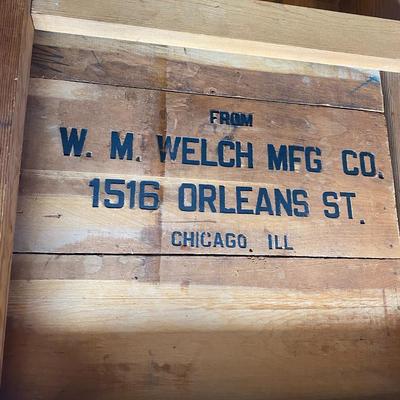 FROM
W. M. WELCH MFG CO.
1516 ORLEANS ST.
CHICAGO, ILL